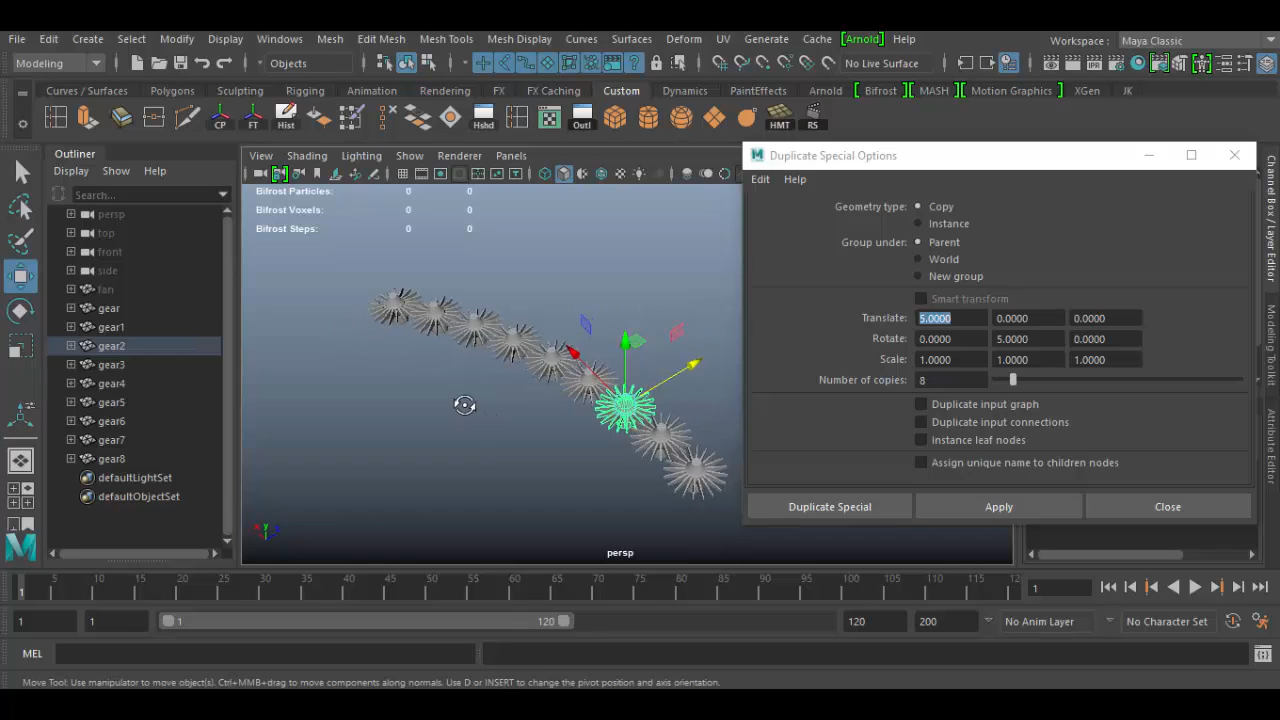 File Edit Create Select Modify Display Windows Mesh Edit Mesh Mesh Tools Mesh Display Curves Surfaces Deform UV Generate Cache Arnold Help Workspace : Maya Classic
Modeling Objects No Live Surface
Curves / Surfaces Polygons Sculpting Rigging Animation Rendering FX FX Caching Custom Dynamics PaintEffects Arnold Bifrost MASH Motion Graphics XGen JK
CP FT Hist Hshd Outl HMT RS
Outliner
Display Show Help
Search...
persp
top
front
side
fan
gear
gear1
gear2
gear3
gear4
gear5
gear6
gear7
gear8
defaultLightSet
defaultObjectSet
View Shading Lighting Show Renderer Panels
Bifrost Particles: 0 0
Bifrost Voxels: 0 0
Bifrost Steps: 0 0
persp
Duplicate Special Options
Edit Help
Geometry type: Copy
Instance
Group under: Parent
World
New group
Smart transform
Translate: 5.0000 0.0000 0.0000
Rotate: 0.0000 5.0000 0.0000
Scale: 1.0000 1.0000 1.0000
Number of copies: 8
Duplicate input graph
Duplicate input connections
Instance leaf nodes
Assign unique name to children nodes
Duplicate Special Apply Close
Channel Box / Layer Editor
Modeling Toolkit
Attribute Editor
5 10 15 20 25 30 35 40 45 50 55 60 65 70 75 80 85 90 95 100 105 110 115 12
1
1
1 1 1 120 120 200 No Anim Layer No Character Set
MEL
Move Tool: Use manipulator to move object(s). Ctrl+MMB+drag to move components along normals. Use D or INSERT to change the pivot position and axis orientation.